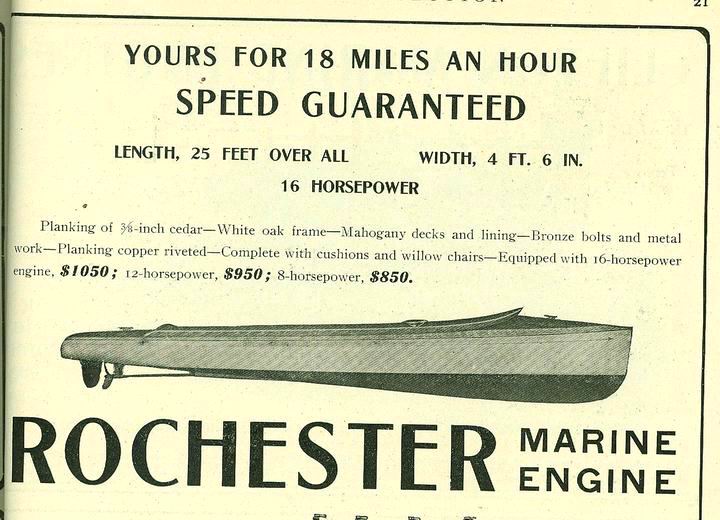 21
YOURS FOR 18 MILES AN HOUR
SPEED GUARANTEED
LENGTH, 25 FEET OVER ALL WIDTH, 4 FT. 6 IN.
16 HORSEPOWER
Planking of ⅜-inch cedar—White oak frame—Mahogany decks and lining—Bronze bolts and metal
work—Planking copper riveted—Complete with cushions and willow chairs—Equipped with 16-horsepower
engine, $1050; 12-horsepower, $950; 8-horsepower, $850.
ROCHESTER MARINE
ENGINE